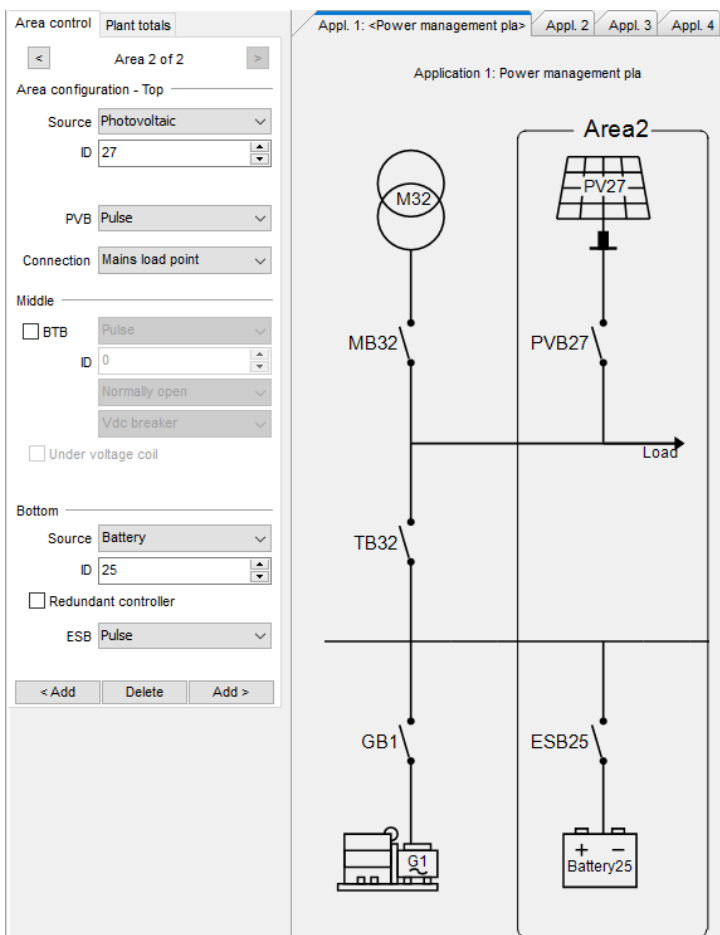 Area control
Plant totals
<
Area 2 of 2
>
Area configuration - Top
Source
Photovoltaic
ID
27
PVB
Pulse
Connection
Mains load point
Middle
BTB
Pulse
ID
0
Normally open
Vdc breaker
Under voltage coil
Bottom
Source
Battery
ID
25
Redundant controller
ESB
Pulse
< Add
Delete
Add >
Appl. 1: <Power management pla>
Appl. 2
Appl. 3
Appl. 4
Application 1: Power management pla
Area2
M32
PV27
MB32
PVB27
Load
TB32
GB1
ESB25
G1
+ −
Battery25